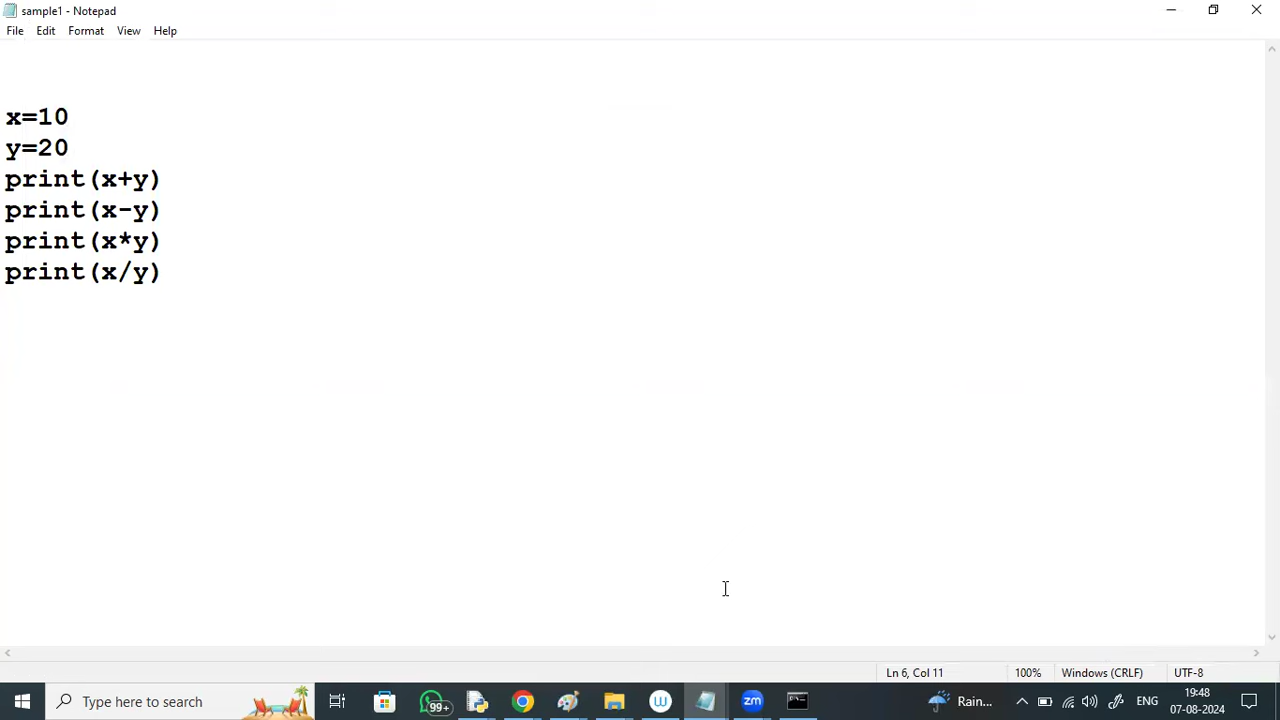 sample1 - Notepad
File Edit Format View Help
x=10
y=20
print(x+y)
print(x-y)
print(x*y)
print(x/y)
Ln 6, Col 11 100% Windows (CRLF) UTF-8
Type here to search 99+ W zm Rain... ENG 19:48
07-08-2024